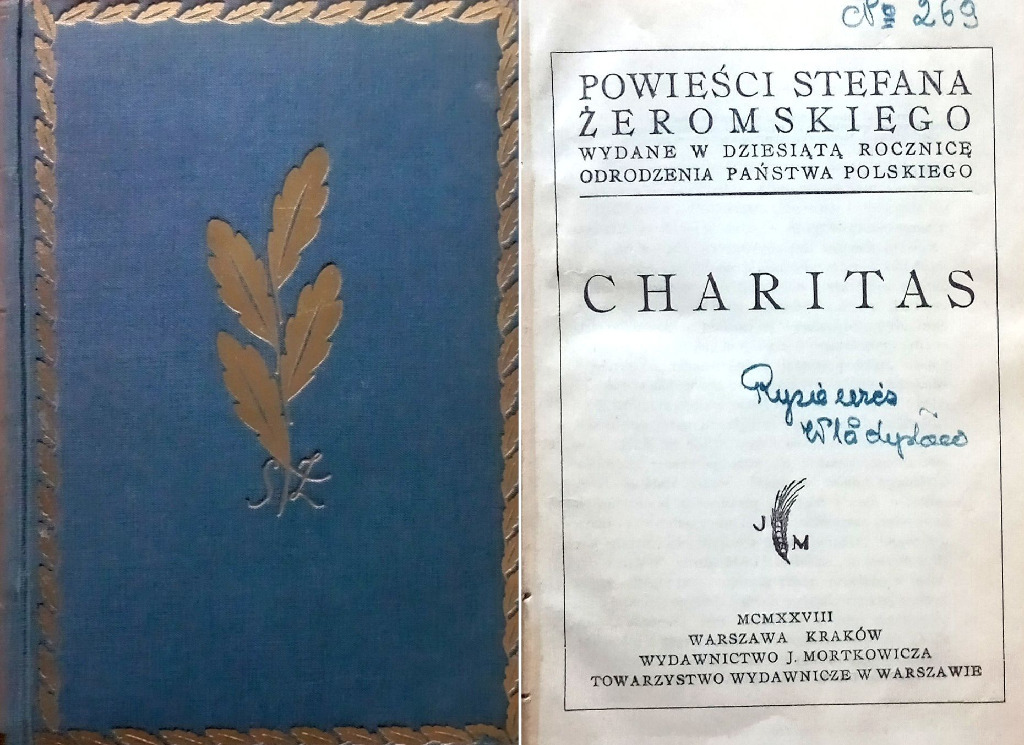 SŻ
№ 269
POWIEŚCI STEFANA
ŻEROMSKIEGO
WYDANE W DZIESIĄTĄ ROCZNICĘ
ODRODZENIA PAŃSTWA POLSKIEGO
CHARITAS
J M
MCMXXVIII
WARSZAWA KRAKÓW
WYDAWNICTWO J. MORTKOWICZA
TOWARZYSTWO WYDAWNICZE W WARSZAWIE